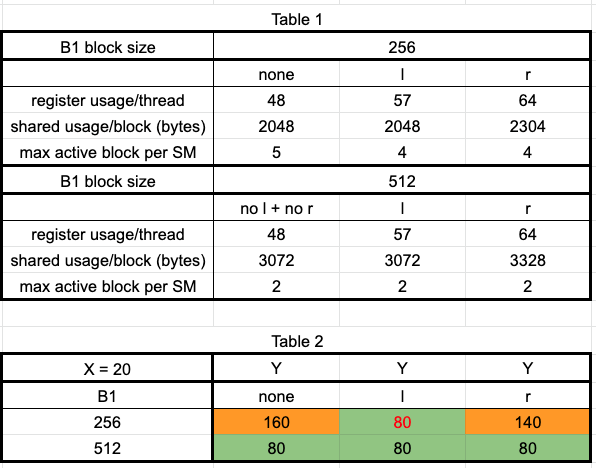 Table 1
B1 block size 256
none l r
register usage/thread 48 57 64
shared usage/block (bytes) 2048 2048 2304
max active block per SM 5 4 4
B1 block size 512
no l + no r l r
register usage/thread 48 57 64
shared usage/block (bytes) 3072 3072 3328
max active block per SM 2 2 2
Table 2
X = 20 Y Y Y
B1 none l r
256 160 80 140
512 80 80 80